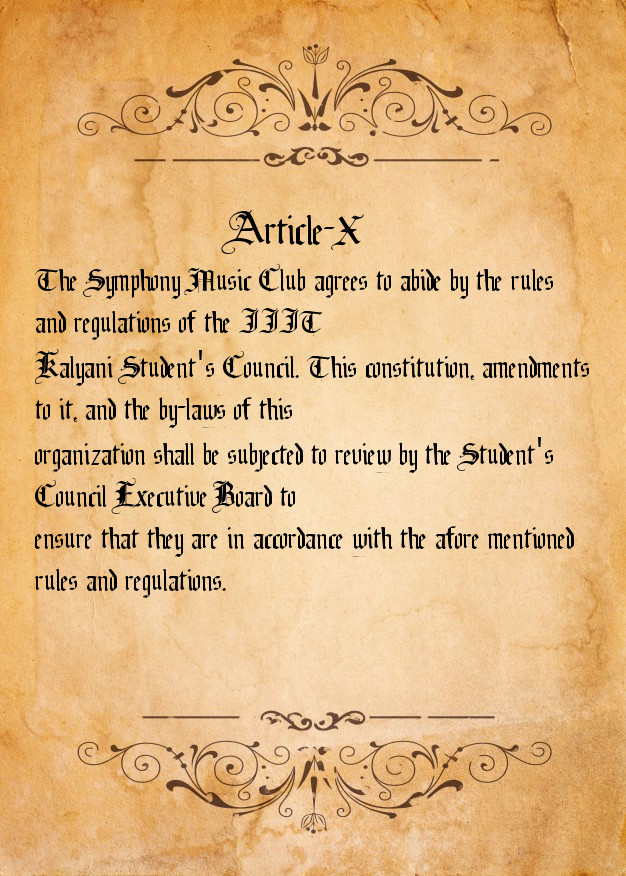 Article-X
The Symphony Music Club agrees to abide by the rules
and regulations of the IIIT
Kalyani Student's Council. This constitution, amendments
to it, and the by-laws of this
organization shall be subjected to review by the Student's
Council Executive Board to
ensure that they are in accordance with the afore mentioned
rules and regulations.